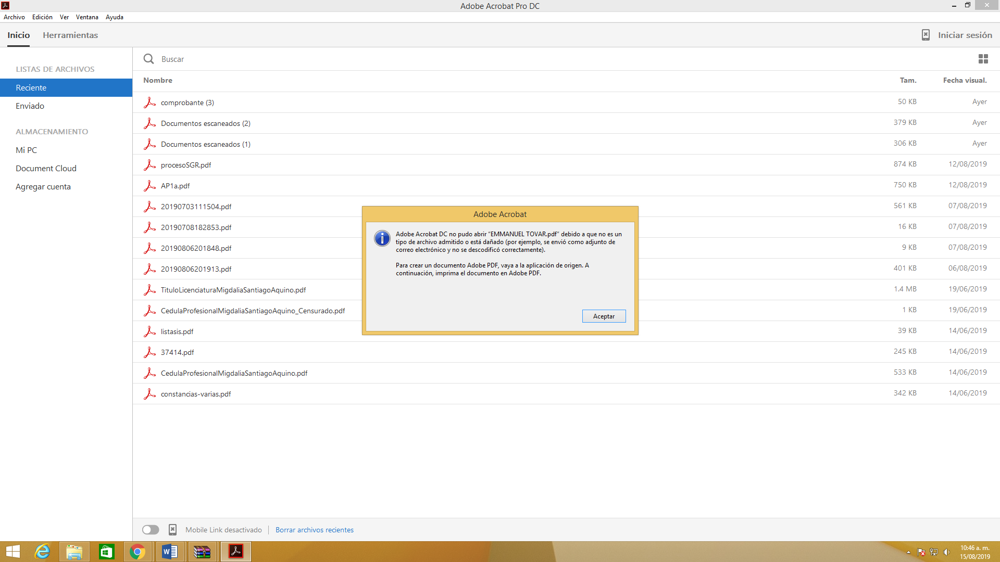 Adobe Acrobat Pro DC
Archivo Edición Ver Ventana Ayuda
Inicio Herramientas Iniciar sesión
LISTAS DE ARCHIVOS
Reciente
Enviado
ALMACENAMIENTO
Mi PC
Document Cloud
Agregar cuenta
Buscar
Nombre Tam. Fecha visual.
comprobante (3) 50 KB Ayer
Documentos escaneados (2) 379 KB Ayer
Documentos escaneados (1) 306 KB Ayer
procesoSGR.pdf 874 KB 12/08/2019
AP1a.pdf 750 KB 12/08/2019
20190703111504.pdf 561 KB 07/08/2019
20190708182853.pdf 16 KB 07/08/2019
20190806201848.pdf 9 KB 07/08/2019
20190806201913.pdf 401 KB 06/08/2019
TituloLicenciaturaMigdaliaSantiagoAquino.pdf 1.4 MB 19/06/2019
CedulaProfesionalMigdaliaSantiagoAquino_Censurado.pdf 1 KB 19/06/2019
listasis.pdf 39 KB 14/06/2019
37414.pdf 245 KB 14/06/2019
CedulaProfesionalMigdaliaSantiagoAquino.pdf 533 KB 14/06/2019
constancias-varias.pdf 342 KB 14/06/2019
Adobe Acrobat
Adobe Acrobat DC no pudo abrir “EMMANUEL TOVAR.pdf” debido a que no es un
tipo de archivo admitido o está dañado (por ejemplo, se envió como adjunto de
correo electrónico y no se descodificó correctamente).
Para crear un documento Adobe PDF, vaya a la aplicación de origen. A
continuación, imprima el documento en Adobe PDF.
Aceptar
Mobile Link desactivado Borrar archivos recientes
10:46 a. m.
15/08/2019